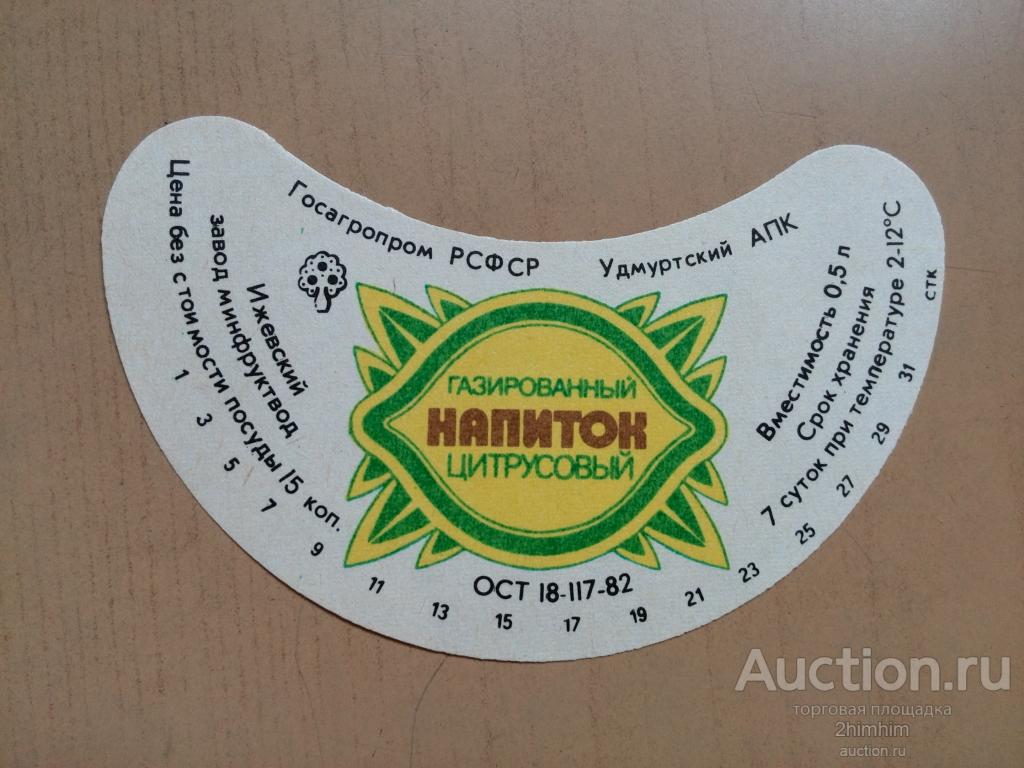 Госагропром РСФСР
Удмуртский АПК
Ижевский
завод минфруктвод
Цена без стоимости посуды 15 коп.
ГАЗИРОВАННЫЙ
НАПИТОК
ЦИТРУСОВЫЙ
Вместимость 0,5 л
Срок хранения
7 суток при температуре 2-12°С
ОСТ 18-117-82
1 3 5 7 9 11 13 15 17 19 21 23 25 27 29 31 СТК
Auction.ru
торговая площадка
2himhim
auction.ru